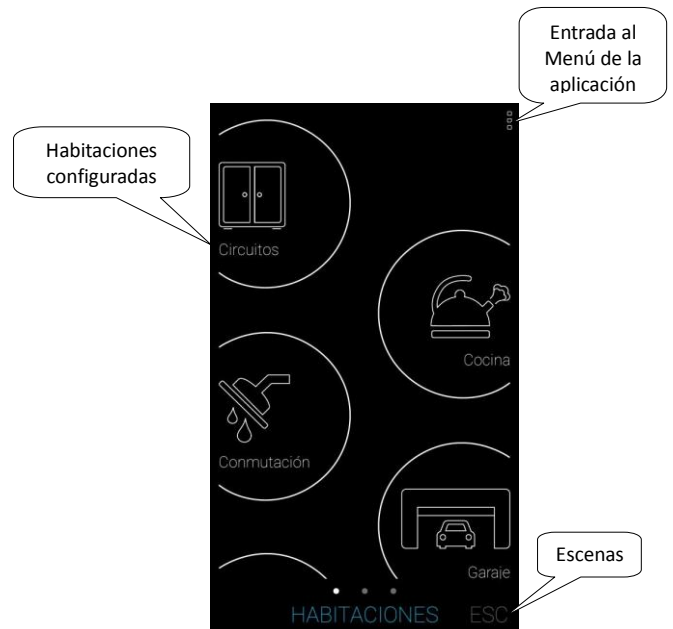 Entrada al
Menú de la
aplicación
Habitaciones
configuradas
Circuitos
Cocina
Conmutación
Garaje
Escenas
HABITACIONES ESC